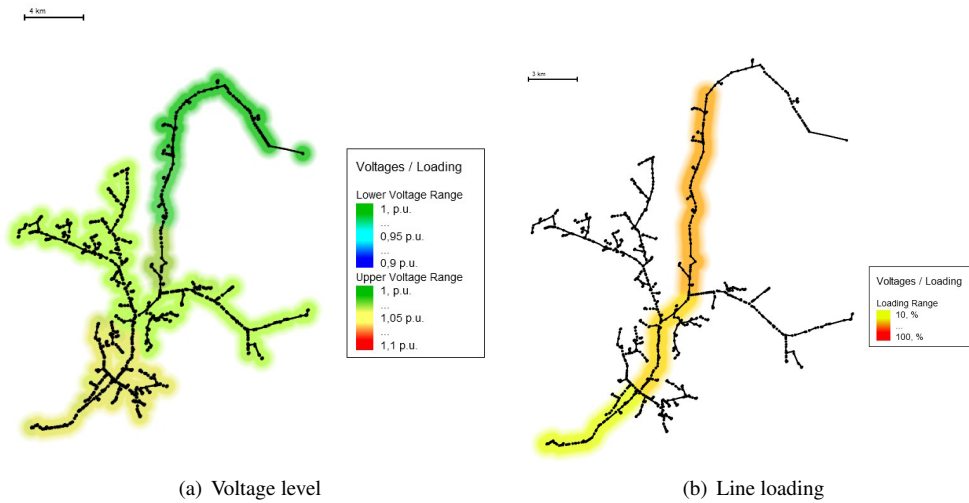 4 km
Voltages / Loading
Lower Voltage Range
1, p.u.
...
0,95 p.u.
...
0,9 p.u.
Upper Voltage Range
1, p.u.
...
1,05 p.u.
...
1,1 p.u.
(a) Voltage level
3 km
Voltages / Loading
Loading Range
10, %
...
100, %
(b) Line loading